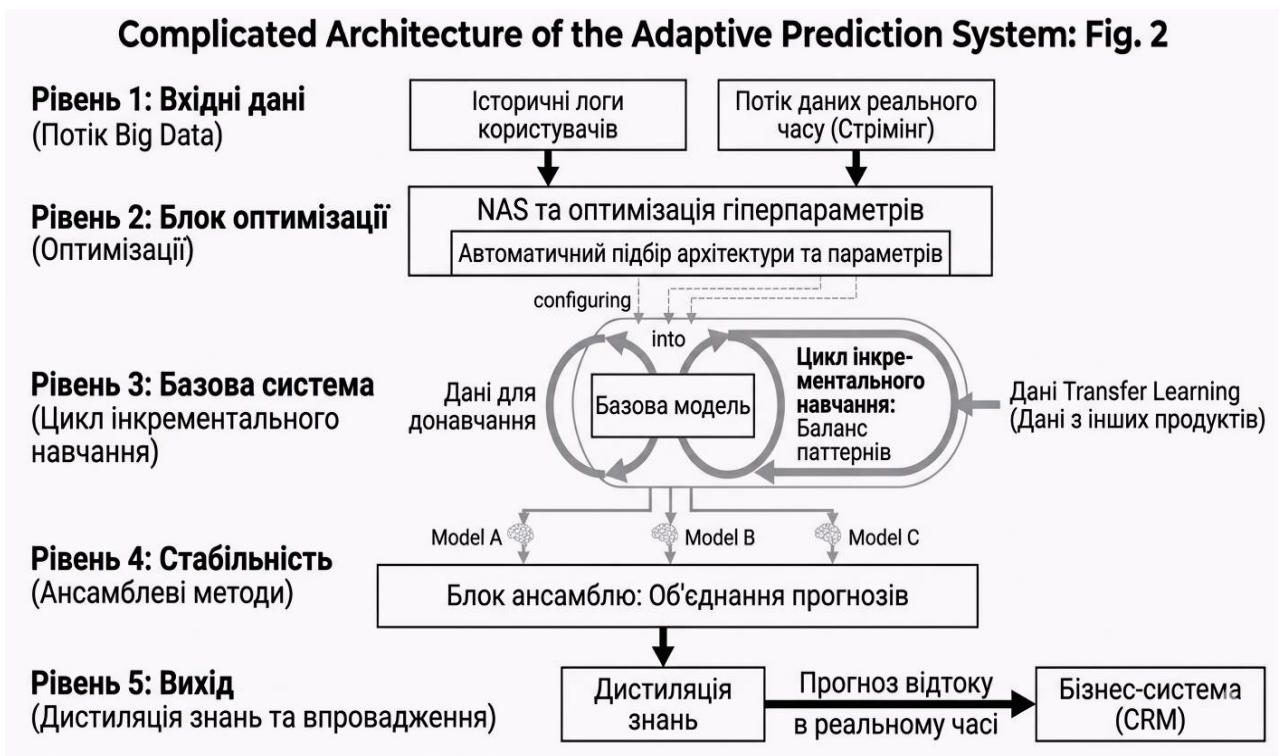 Complicated Architecture of the Adaptive Prediction System: Fig. 2
Рівень 1: Вхідні дані
(Потік Big Data)
Історичні логи
користувачів
Потік даних реального
часу (Стрімінг)
Рівень 2: Блок оптимізації
(Оптимізації)
NAS та оптимізація гіперпараметрів
Автоматичний підбір архітектури та параметрів
configuring
into
Рівень 3: Базова система
(Цикл інкрементального
навчання)
Дані для
донавчання
Базова модель
Цикл інкре-
ментального
навчання:
Баланс
паттернів
Дані Transfer Learning
(Дані з інших продуктів)
Model A
Model B
Model C
Рівень 4: Стабільність
(Ансамблеві методи)
Блок ансамблю: Об'єднання прогнозів
Рівень 5: Вихід
(Дистиляція знань та впровадження)
Дистиляція
знань
Прогноз відтоку
в реальному часі
Бізнес-система
(CRM)